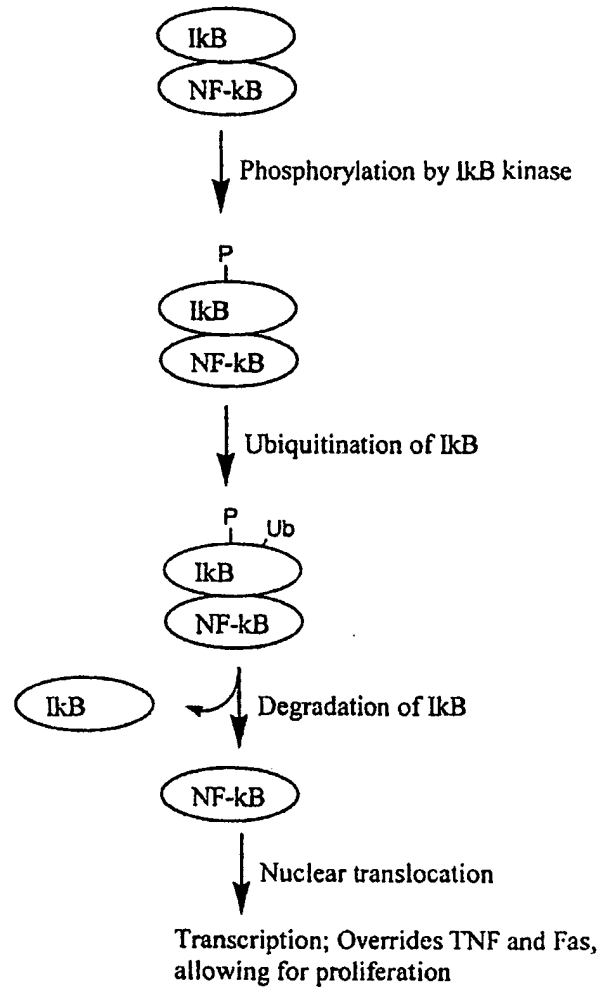 IkB
NF-kB
Phosphorylation by IkB kinase
P
IkB
NF-kB
Ubiquitination of IkB
P
Ub
IkB
NF-kB
IkB
Degradation of IkB
NF-kB
Nuclear translocation
Transcription; Overrides TNF and Fas,
allowing for proliferation